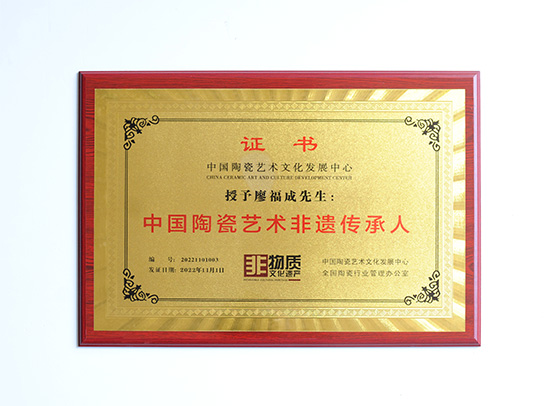 证书
中国陶瓷艺术文化发展中心
CHINA CERAMIC ART AND CULTURE DEVELOPMENT CENTER
授予廖福成先生：
中国陶瓷艺术非遗传承人
编 号：20221101003
发证日期：2022年11月1日
非物质
文化遗产
中国陶瓷艺术文化发展中心
全国陶瓷行业管理办公室